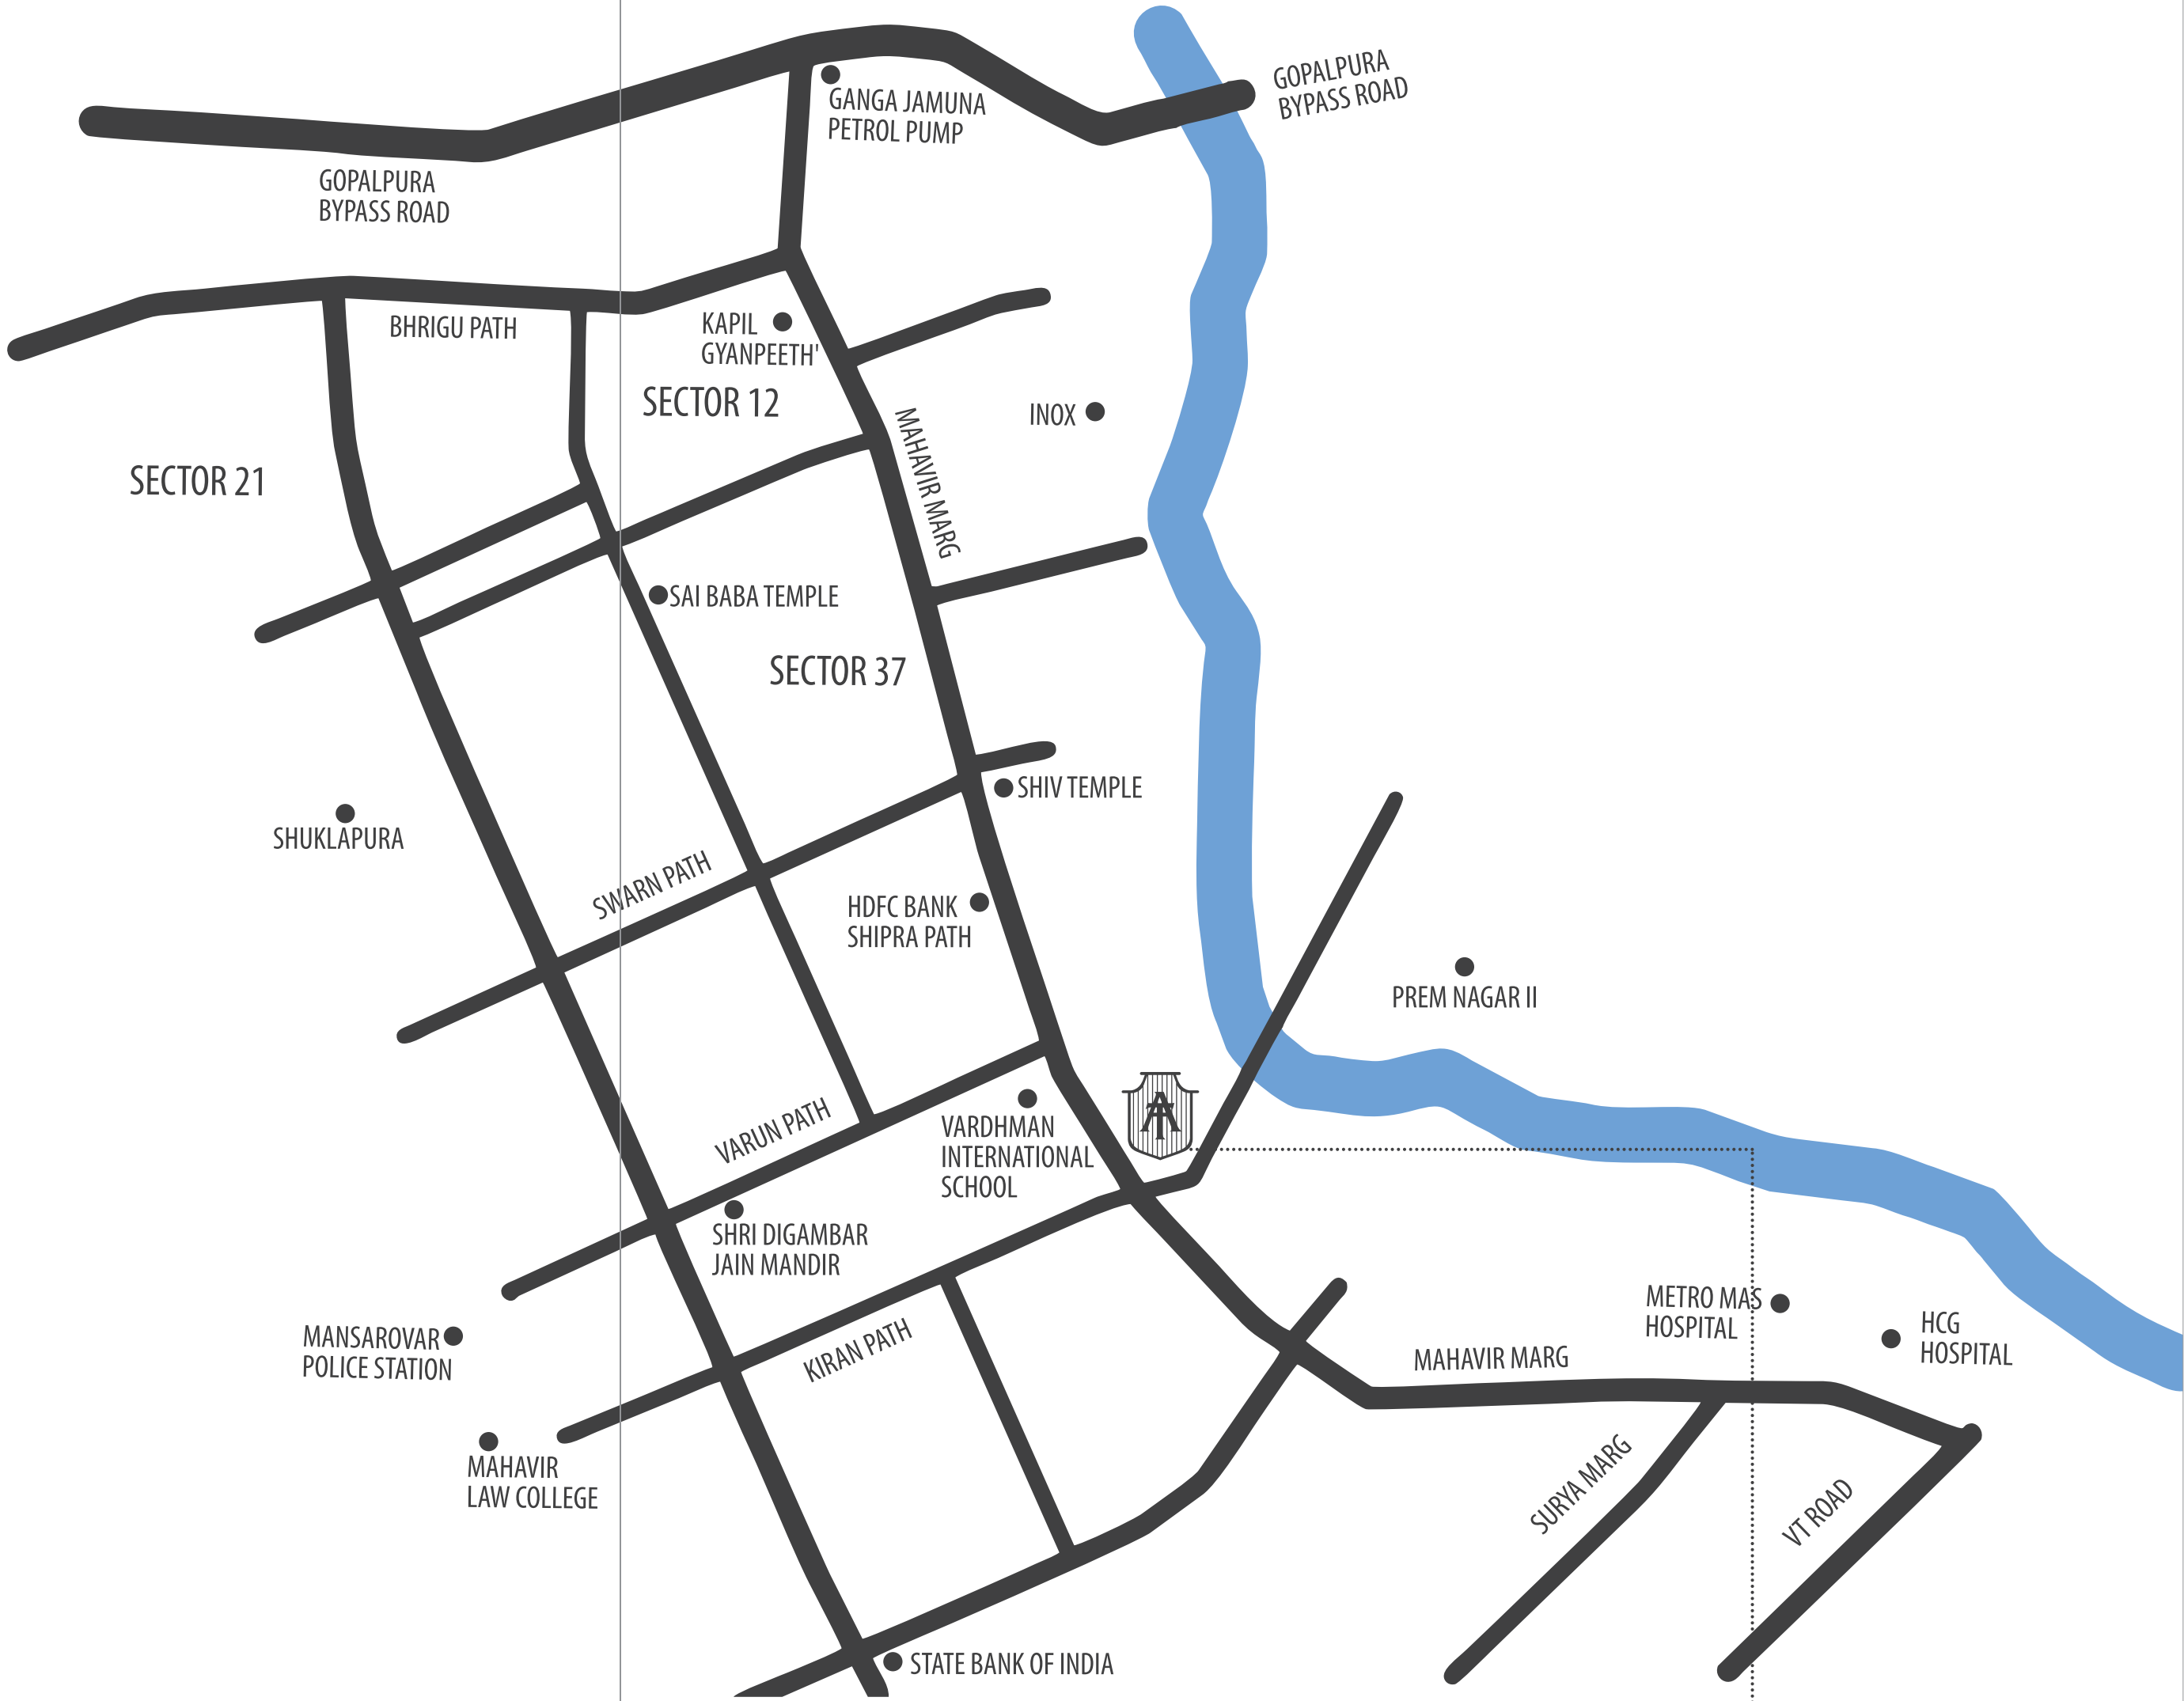 GOPALPURA
BYPASS ROAD
GANGA JAMUNA
PETROL PUMP
GOPALPURA
BYPASS ROAD
BHRIGU PATH
KAPIL
GYANPEETH'
SECTOR 12
INOX
MAHAVIR MARG
SECTOR 21
SAI BABA TEMPLE
SECTOR 37
SHIV TEMPLE
SHUKLAPURA
SWARN PATH
HDFC BANK
SHIPRA PATH
PREM NAGAR II
VARUN PATH
VARDHMAN
INTERNATIONAL
SCHOOL
SHRI DIGAMBAR
JAIN MANDIR
MANSAROVAR
POLICE STATION
KIRAN PATH
METRO MAS
HOSPITAL
HCG
HOSPITAL
MAHAVIR MARG
MAHAVIR
LAW COLLEGE
SURYA MARG
VT ROAD
STATE BANK OF INDIA